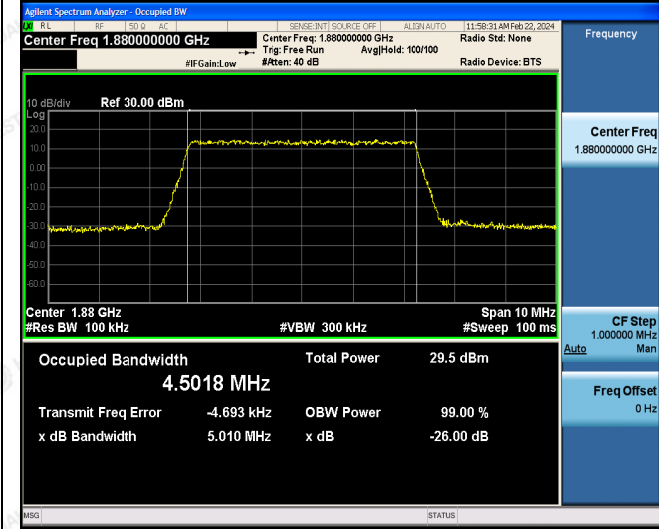 Agilent Spectrum Analyzer - Occupied BW
LXI RL RF 50 Ω AC SENSE:INT SOURCE OFF ALIGN AUTO 11:58:31 AM Feb 22, 2024
Center Freq 1.880000000 GHz Center Freq: 1.880000000 GHz Radio Std: None
Trig: Free Run Avg|Hold: 100/100
#IFGain:Low #Atten: 40 dB Radio Device: BTS
10 dB/div Ref 30.00 dBm
Log
20.0
10.0
0.00
-10.0
-20.0
-30.0
-40.0
-50.0
-60.0
Center 1.88 GHz Span 10 MHz
#Res BW 100 kHz #VBW 300 kHz #Sweep 100 ms
Occupied Bandwidth Total Power 29.5 dBm
4.5018 MHz
Transmit Freq Error -4.693 kHz OBW Power 99.00 %
x dB Bandwidth 5.010 MHz x dB -26.00 dB
MSG STATUS
Frequency
Center Freq
1.880000000 GHz
CF Step
1.000000 MHz
Auto Man
Freq Offset
0 Hz